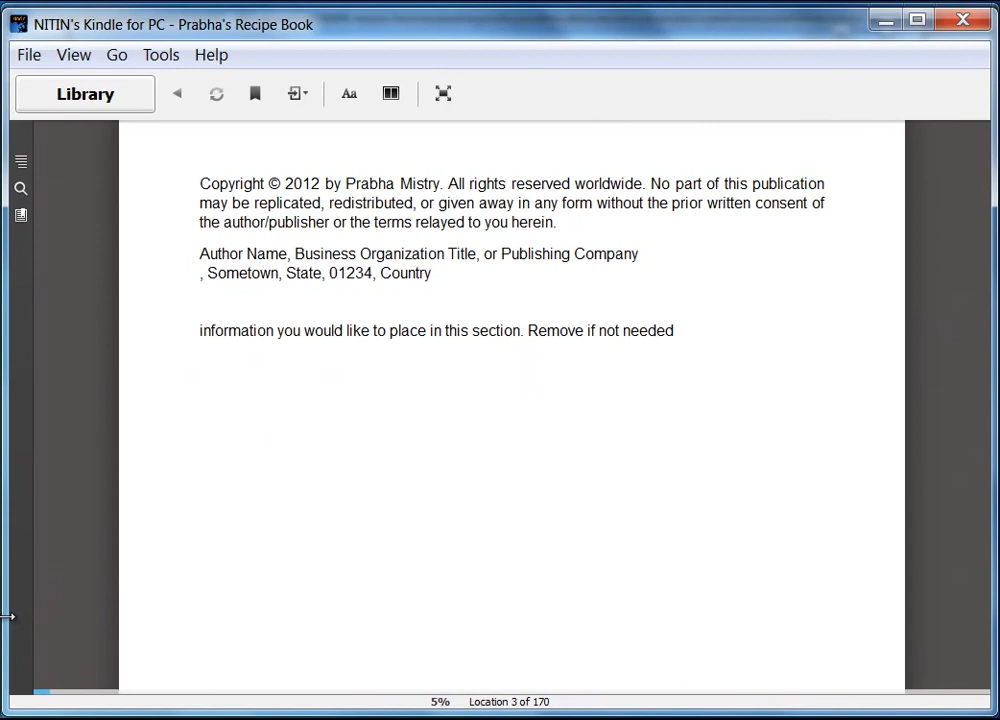 NITIN's Kindle for PC - Prabha's Recipe Book
File View Go Tools Help
Library Aa
Copyright © 2012 by Prabha Mistry. All rights reserved worldwide. No part of this publication
may be replicated, redistributed, or given away in any form without the prior written consent of
the author/publisher or the terms relayed to you herein.
Author Name, Business Organization Title, or Publishing Company
, Sometown, State, 01234, Country
information you would like to place in this section. Remove if not needed
5% Location 3 of 170